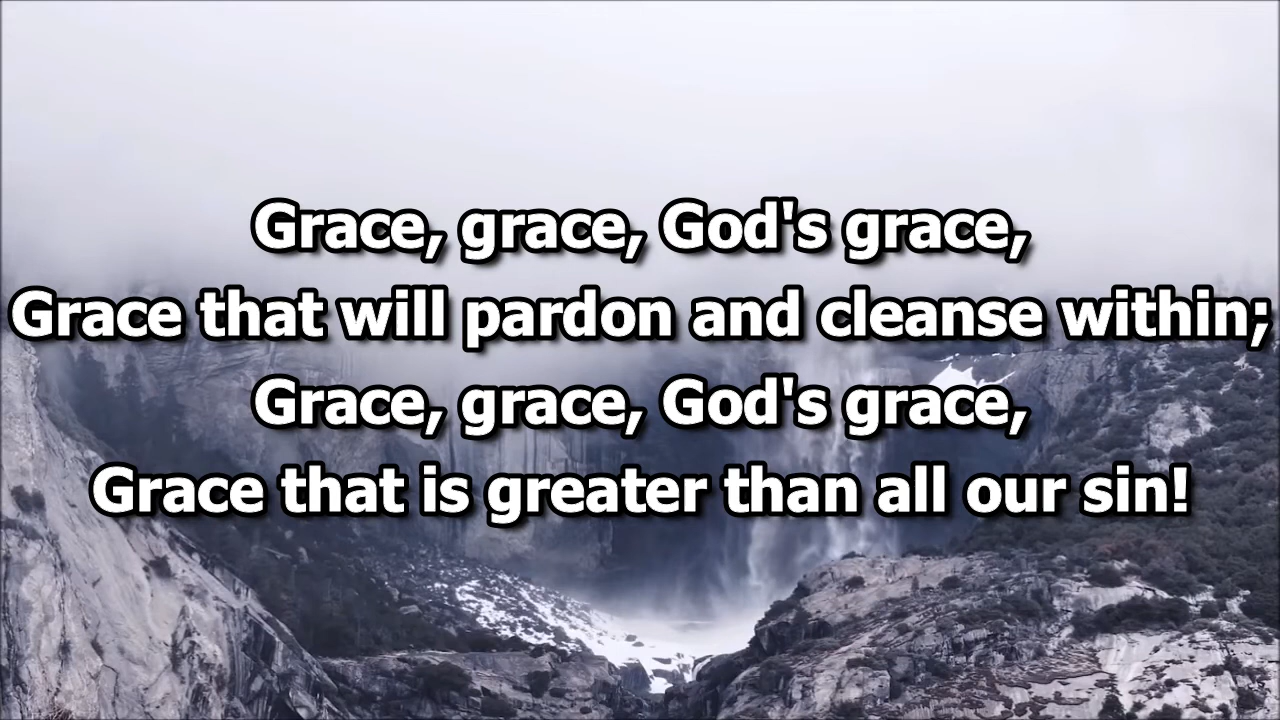 Grace, grace, God's grace,
Grace that will pardon and cleanse within;
Grace, grace, God's grace,
Grace that is greater than all our sin!